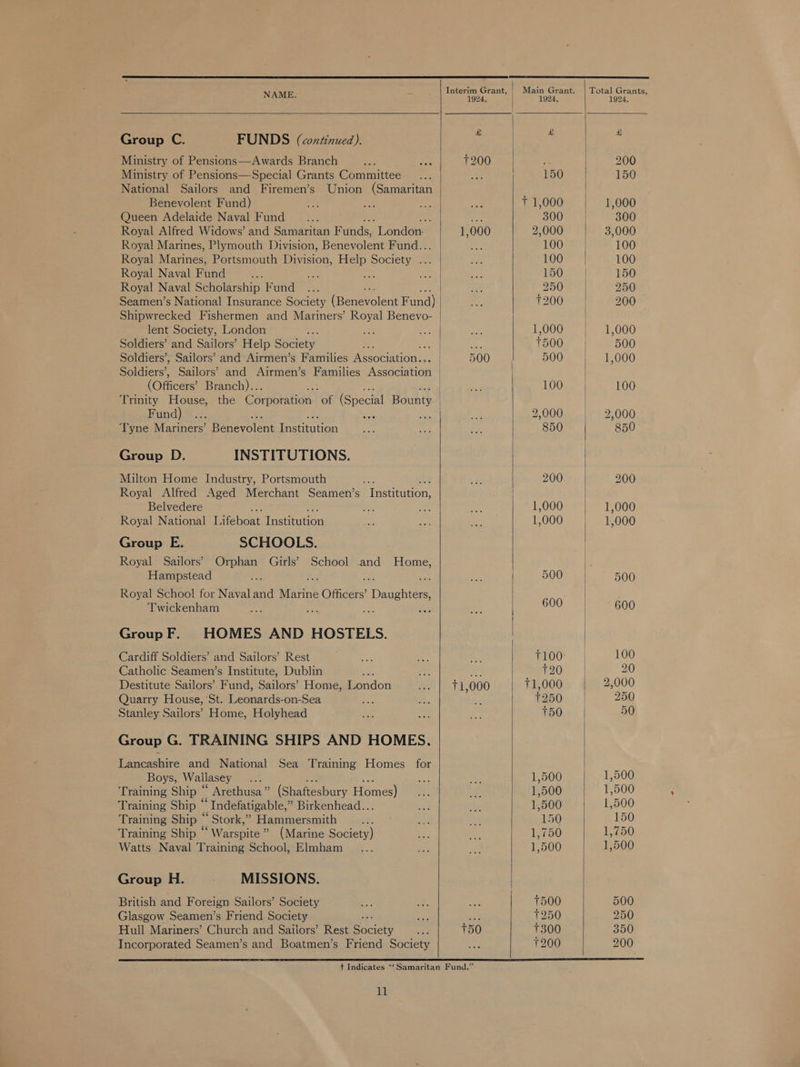 NAME. Interim Grant, 1924. Main Grant. 1924. Total Grants, 1924.
£ £ £
Group C. FUNDS (continued).
Ministry of Pensions—Awards Branch ... ... †200 ... 200
Ministry of Pensions—Special Grants Committee ... ... 150 150
National Sailors and Firemen's Union (Samaritan
Benevolent Fund) ... ... ... ... † 1,000 1,000
Queen Adelaide Naval Fund ... ... ... ... 300 300
Royal Alfred Widows' and Samaritan Funds, London 1,000 2,000 3,000
Royal Marines, Plymouth Division, Benevolent Fund... ... 100 100
Royal Marines, Portsmouth Division, Help Society ... ... 100 100
Royal Naval Fund ... ... ... ... ... 150 150
Royal Naval Scholarship Fund ... ... ... ... 250 250
Seamen's National Insurance Society (Benevolent Fund) ... †200 200
Shipwrecked Fishermen and Mariners' Royal Benevo-
lent Society, London ... ... ... ... 1,000 1,000
Soldiers' and Sailors' Help Society ... ... ... †500 500
Soldiers', Sailors' and Airmen's Families Association... 500 500 1,000
Soldiers', Sailors' and Airmen's Families Association
(Officers' Branch)... ... ... ... ... 100 100
Trinity House, the Corporation of (Special Bounty
Fund) ... ... ... ... ... ... 2,000 2,000
Tyne Mariners' Benevolent Institution ... ... ... 850 850
Group D. INSTITUTIONS.
Milton Home Industry, Portsmouth ... ... ... 200 200
Royal Alfred Aged Merchant Seamen's Institution,
Belvedere ... ... ... ... ... 1,000 1,000
Royal National Lifeboat Institution ... ... ... 1,000 1,000
Group E. SCHOOLS.
Royal Sailors' Orphan Girls' School and Home,
Hampstead ... ... ... ... ... 500 500
Royal School for Naval and Marine Officers' Daughters,
Twickenham ... ... ... ... ... 600 600
Group F. HOMES AND HOSTELS.
Cardiff Soldiers' and Sailors' Rest ... ... ... †100 100
Catholic Seamen's Institute, Dublin ... ... ... †20 20
Destitute Sailors' Fund, Sailors' Home, London ... †1,000 †1,000 2,000
Quarry House, St. Leonards-on-Sea ... ... ... †250 250
Stanley Sailors' Home, Holyhead ... ... ... †50 50
Group G. TRAINING SHIPS AND HOMES.
Lancashire and National Sea Training Homes for
Boys, Wallasey ... ... ... ... ... 1,500 1,500
Training Ship "Arethusa" (Shaftesbury Homes) ... ... 1,500 1,500
Training Ship "Indefatigable," Birkenhead... ... ... 1,500 1,500
Training Ship "Stork," Hammersmith ... ... ... 150 150
Training Ship "Warspite" (Marine Society) ... ... 1,750 1,750
Watts Naval Training School, Elmham ... ... ... 1,500 1,500
Group H. MISSIONS.
British and Foreign Sailors' Society ... ... ... †500 500
Glasgow Seamen's Friend Society ... ... ... †250 250
Hull Mariners' Church and Sailors' Rest Society ... †50 †300 350
Incorporated Seamen's and Boatmen's Friend Society ... †200 200
† Indicates "Samaritan Fund."
11